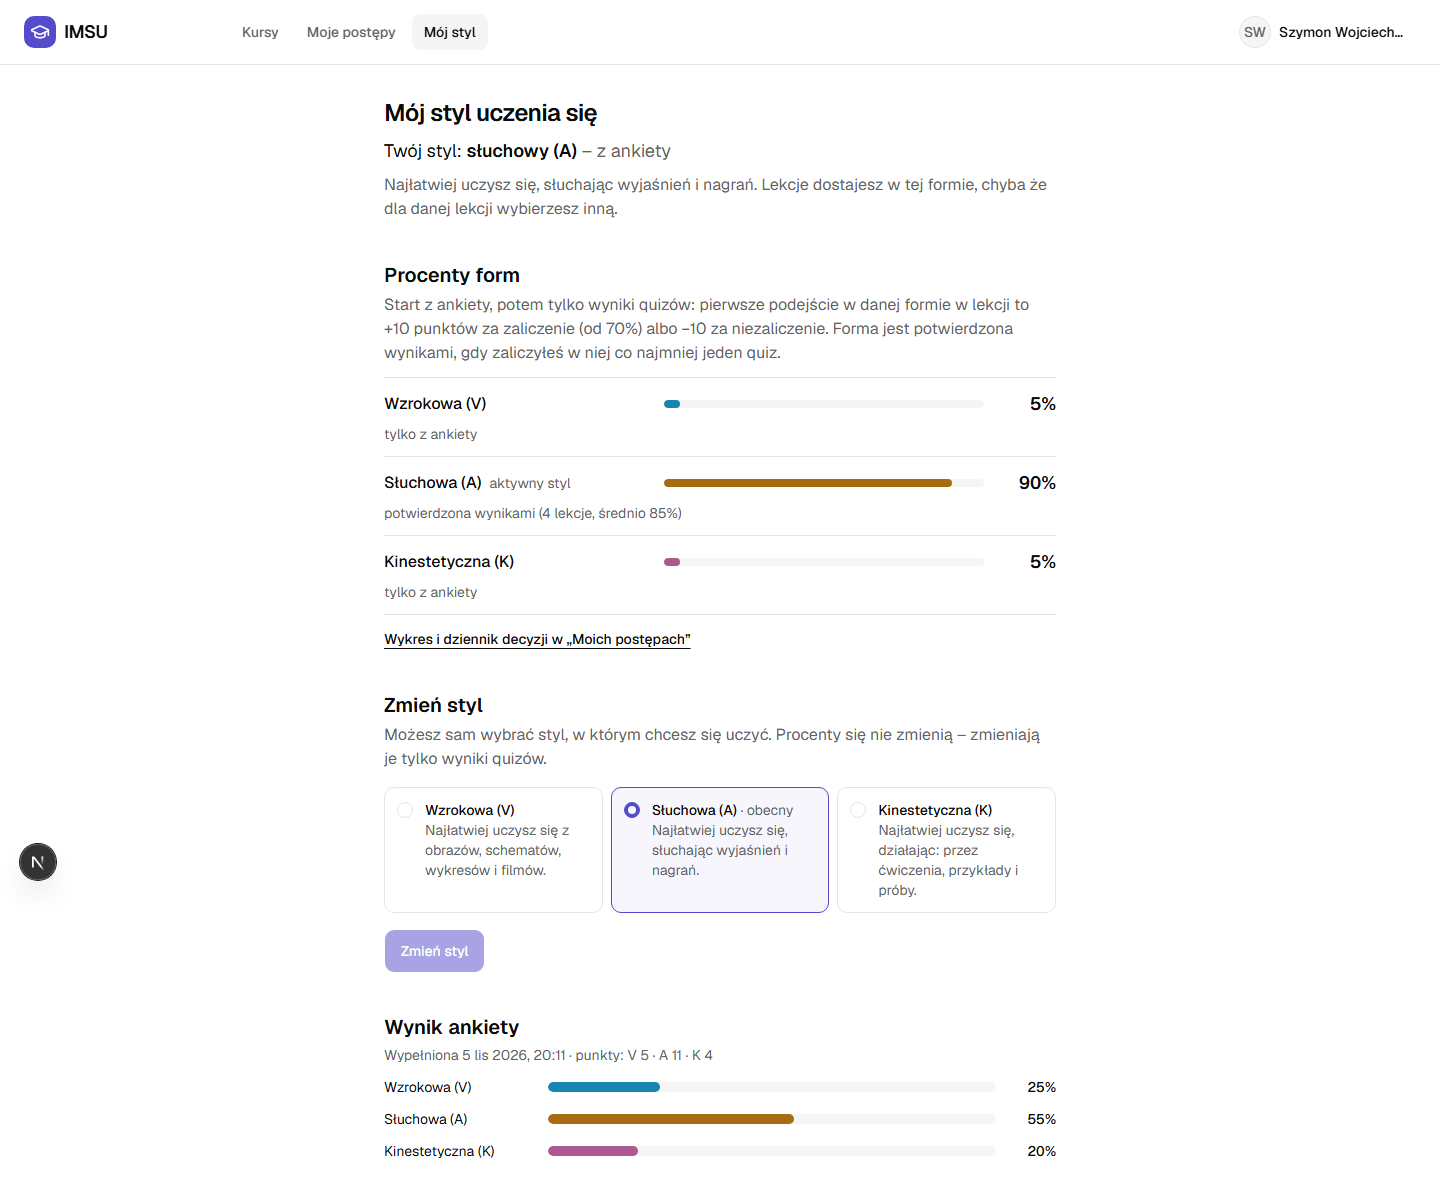 IMSU
Kursy
Moje postępy
Mój styl
SW
Szymon Wojciech...
Mój styl uczenia się
Twój styl: słuchowy (A) – z ankiety
Najłatwiej uczysz się, słuchając wyjaśnień i nagrań. Lekcje dostajesz w tej formie, chyba że
dla danej lekcji wybierzesz inną.
Procenty form
Start z ankiety, potem tylko wyniki quizów: pierwsze podejście w danej formie w lekcji to
+10 punktów za zaliczenie (od 70%) albo −10 za niezaliczenie. Forma jest potwierdzona
wynikami, gdy zaliczyłeś w niej co najmniej jeden quiz.
Wzrokowa (V)
5%
tylko z ankiety
Słuchowa (A) aktywny styl
90%
potwierdzona wynikami (4 lekcje, średnio 85%)
Kinestetyczna (K)
5%
tylko z ankiety
Wykres i dziennik decyzji w „Moich postępach”
Zmień styl
Możesz sam wybrać styl, w którym chcesz się uczyć. Procenty się nie zmienią – zmieniają
je tylko wyniki quizów.
Wzrokowa (V)
Najłatwiej uczysz się z
obrazów, schematów,
wykresów i filmów.
Słuchowa (A) · obecny
Najłatwiej uczysz się,
słuchając wyjaśnień i
nagrań.
Kinestetyczna (K)
Najłatwiej uczysz się,
działając: przez
ćwiczenia, przykłady i
próby.
N
Zmień styl
Wynik ankiety
Wypełniona 5 lis 2026, 20:11 · punkty: V 5 · A 11 · K 4
Wzrokowa (V)
25%
Słuchowa (A)
55%
Kinestetyczna (K)
20%